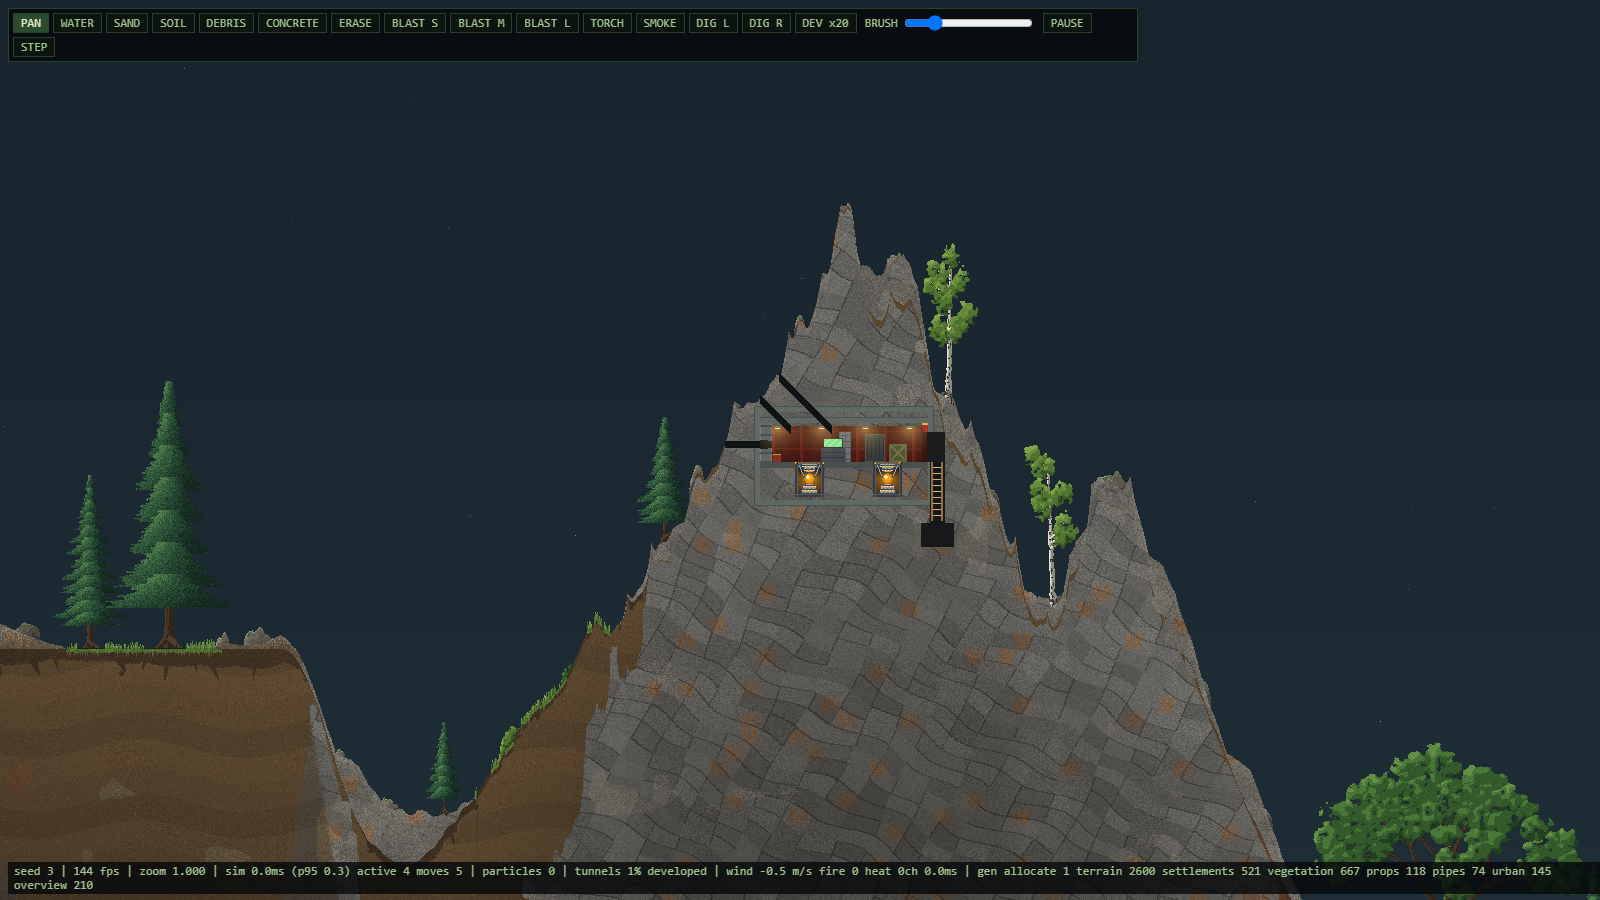 PAN WATER SAND SOIL DEBRIS CONCRETE ERASE BLAST S BLAST M BLAST L TORCH SMOKE DIG L DIG R DEV x20 BRUSH PAUSE
STEP
seed 3 | 144 fps | zoom 1.000 | sim 0.0ms (p95 0.3) active 4 moves 5 | particles 0 | tunnels 1% developed | wind -0.5 m/s fire 0 heat 0ch 0.0ms | gen allocate 1 terrain 2600 settlements 521 vegetation 667 props 118 pipes 74 urban 145
overview 210